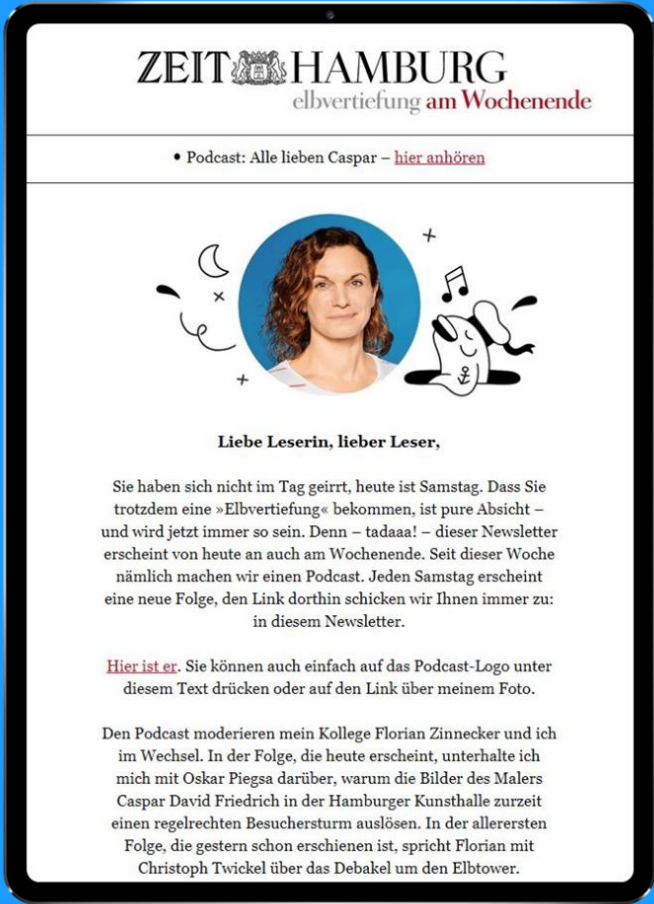 ZEIT HAMBURG
elbvertiefung am Wochenende
• Podcast: Alle lieben Caspar – hier anhören
Liebe Leserin, lieber Leser,
Sie haben sich nicht im Tag geirrt, heute ist Samstag. Dass Sie
trotzdem eine »Elbvertiefung« bekommen, ist pure Absicht –
und wird jetzt immer so sein. Denn – tadaaa! – dieser Newsletter
erscheint von heute an auch am Wochenende. Seit dieser Woche
nämlich machen wir einen Podcast. Jeden Samstag erscheint
eine neue Folge, den Link dorthin schicken wir Ihnen immer zu:
in diesem Newsletter.
Hier ist er. Sie können auch einfach auf das Podcast-Logo unter
diesem Text drücken oder auf den Link über meinem Foto.
Den Podcast moderieren mein Kollege Florian Zinnecker und ich
im Wechsel. In der Folge, die heute erscheint, unterhalte ich
mich mit Oskar Piegsa darüber, warum die Bilder des Malers
Caspar David Friedrich in der Hamburger Kunsthalle zurzeit
einen regelrechten Besuchersturm auslösen. In der allerersten
Folge, die gestern schon erschienen ist, spricht Florian mit
Christoph Twickel über das Debakel um den Elbtower.